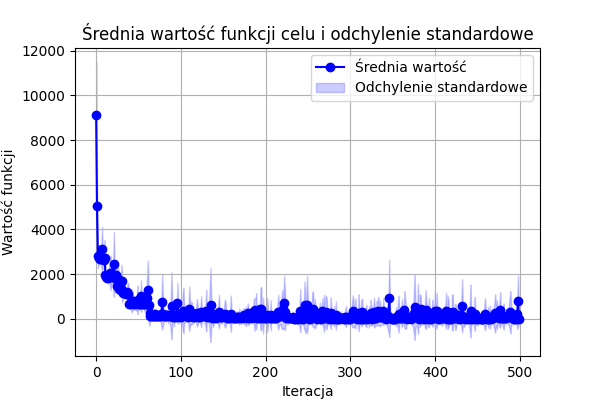 Średnia wartość funkcji celu i odchylenie standardowe
12000
10000
8000
6000
4000
2000
0
Wartość funkcji
Średnia wartość
Odchylenie standardowe
0 100 200 300 400 500
Iteracja